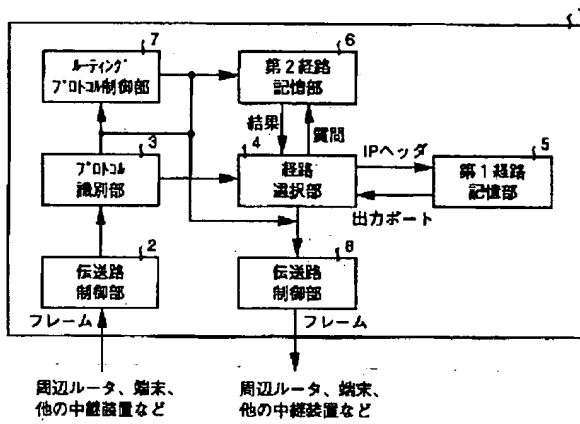 1
7
ルーティング
プロトコル制御部
6
第2経路
記憶部
結果
質問
3
プロトコル
識別部
4
経路
選択部
IPヘッダ
出力ポート
5
第1経路
記憶部
2
伝送路
制御部
8
伝送路
制御部
フレーム
フレーム
周辺ルータ、端末、
他の中継装置など
周辺ルータ、端末、
他の中継装置など